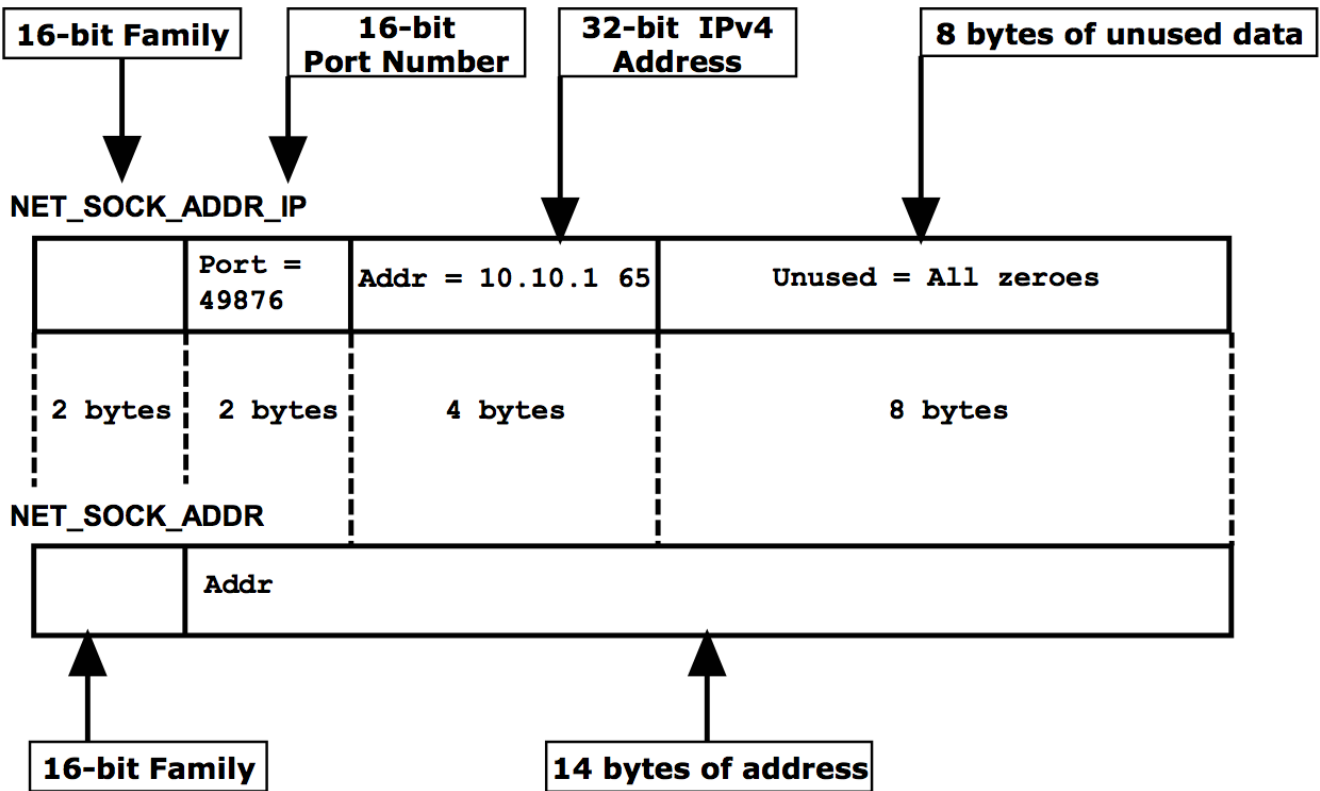 16-bit Family
16-bit
Port Number
32-bit IPv4
Address
8 bytes of unused data
NET_SOCK_ADDR_IP
Port =
49876
Addr = 10.10.1 65
Unused = All zeroes
2 bytes
2 bytes
4 bytes
8 bytes
NET_SOCK_ADDR
Addr
16-bit Family
14 bytes of address